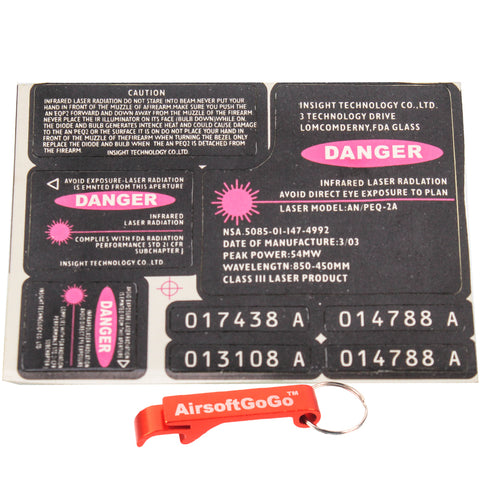 CAUTION
INFRARED LASER RADIATION DO NOT STARE INTO BEAM NEVER PUT YOUR
HAND IN FRONT OF THE MUZZLE OF AFIREARM.MAKE SURE YOU PUSH THE
AN EQP2 FORWARD AND DOWN AWAY FROM THE MUZZLE OF THE FIREARM.
NEVER PLACE THE IR ILLUMINATOR ON ITS FACE (BULB DOWN)WHILE ON
THE DIODE AND BULB GENERATES INTENCE HEAT AND COULD CAUSE DAMAGE
TO THE AN PEQ2 OR THE SURFACE IT IS ON DO NOT PLACE YOUR HAND IN
FRONT OF THE MUZZLE OF THEFIREARM WHEN TURNING THE BEZEL ONLY
REPLACE THE DIODE AND BULB WHEN THE AN PEQ2 IS DETACHED FROM
THE FIREARM.
INSIGHT TECHNOLOGY CO.,LTD
AVOID EXPOSURE-LASER RADIATION
IS EMNTED FROM THIS APERTURE
DANGER
INFRARED
LASER RADIATION
COMPLIES WITH FDA RADIATION
PERFORMANCE STD 21 CFR
SUBCHAPTER J
INSIGHT TECHNOLOGY CO.LTD
1NSIGHT TECHNOLOGY CO.,LTD.
3 TECHNOLOGY DRIVE
LOMCOMDERNY,FDA GLASS
DANGER
INFRARED LASER RADLATION
AVOID DIRECT EYE EXPOSURE TO PLAN
LASER MODEL:AN/PEQ-2A
NSA.5085-01-147-4992
DATE OF MANUFACTURE:3/03
PEAK POWER:54MW
WAVELENGTN:850-450MM
CLASS III LASER PRODUCT
DANGER
017438 A
014788 A
013108 A
014788 A
AirsoftGoGo™